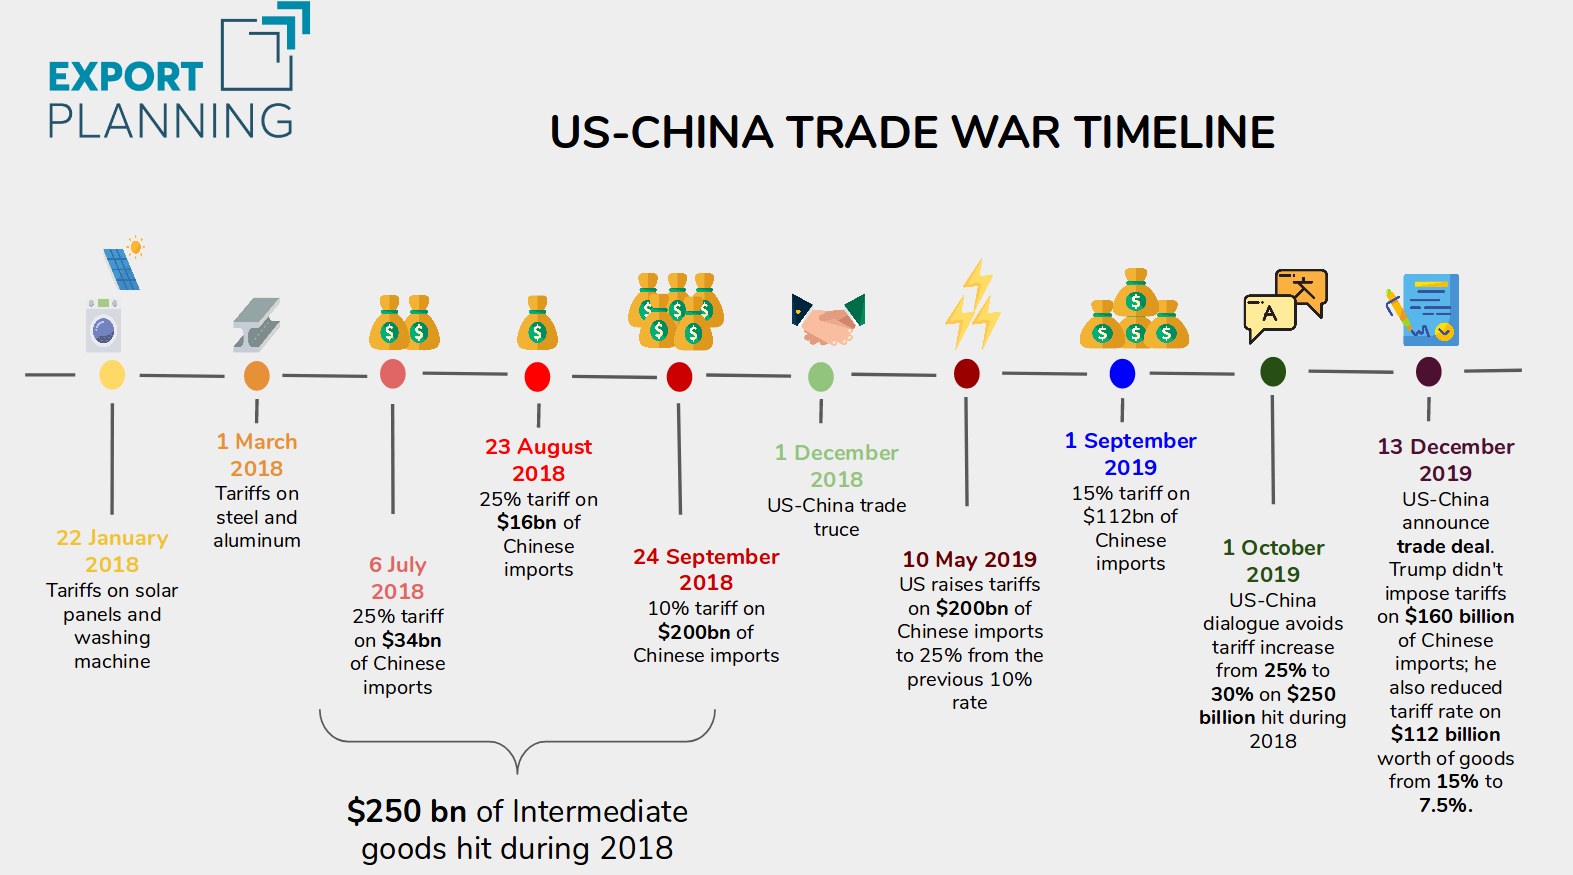 EXPORT
PLANNING
US-CHINA TRADE WAR TIMELINE
22 January
2018
Tariffs on solar
panels and
washing
machine
1 March
2018
Tariffs on
steel and
aluminum
6 July
2018
25% tariff
on $34bn
of Chinese
imports
23 August
2018
25% tariff on
$16bn of
Chinese
imports
24 September
2018
10% tariff on
$200bn of
Chinese imports
$250 bn of Intermediate
goods hit during 2018
1 December
2018
US-China trade
truce
10 May 2019
US raises tariffs
on $200bn of
Chinese imports
to 25% from the
previous 10%
rate
1 September
2019
15% tariff on
$112bn of
Chinese
imports
A
文
1 October
2019
US-China
dialogue avoids
tariff increase
from 25% to
30% on $250
billion hit during
2018
13 December
2019
US-China
announce
trade deal.
Trump didn't
impose tariffs
on $160 billion
of Chinese
imports; he
also reduced
tariff rate on
$112 billion
worth of goods
from 15% to
7.5%.